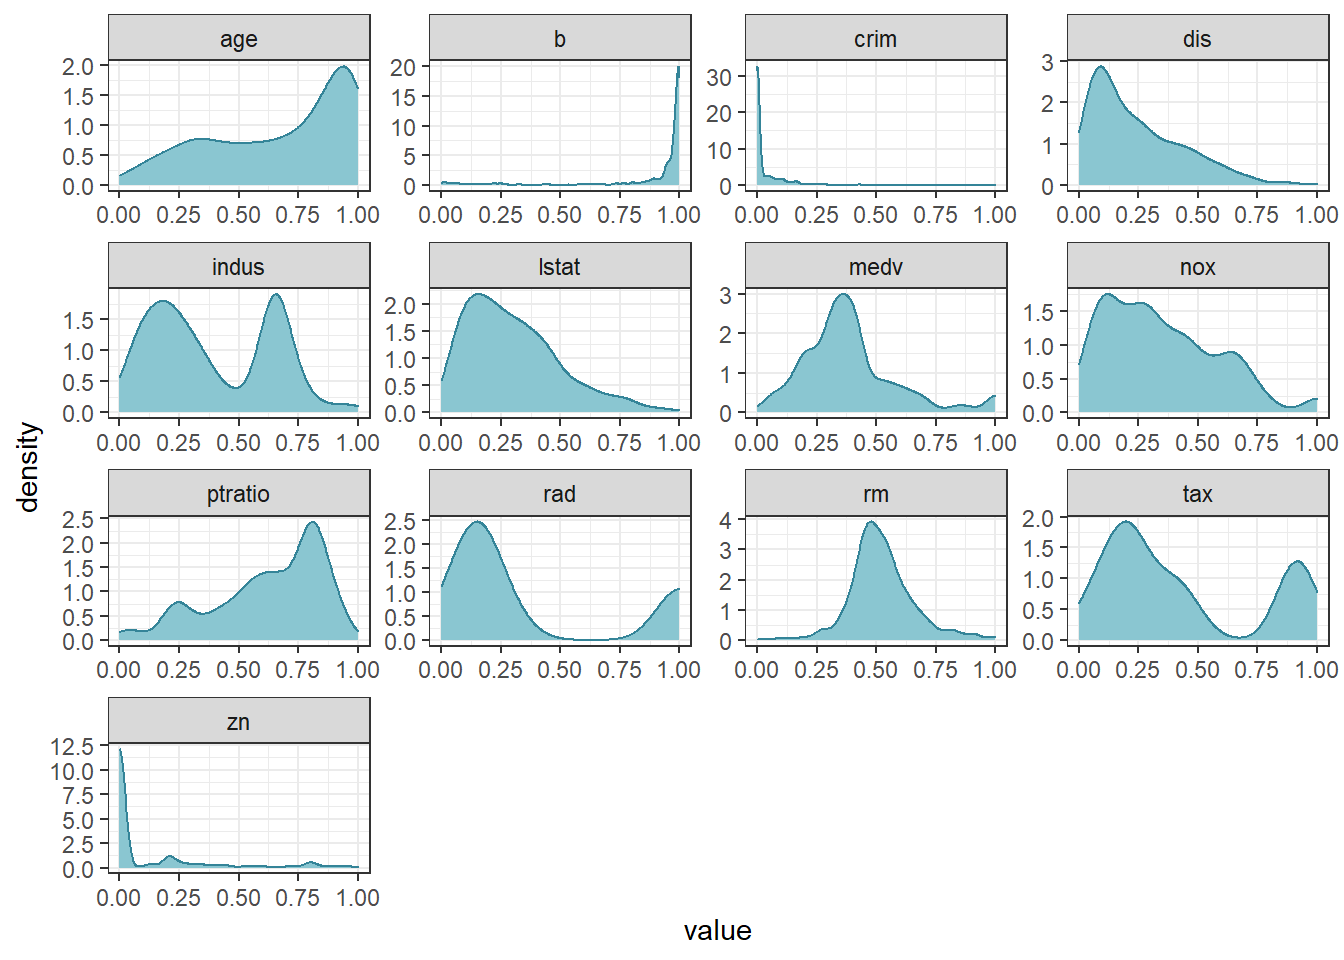 age b crim dis
2.0 1.5 1.0 0.5 0.0
20 15 10 5 0
30 20 10 0
3 2 1 0
0.00 0.25 0.50 0.75 1.00 0.00 0.25 0.50 0.75 1.00 0.00 0.25 0.50 0.75 1.00 0.00 0.25 0.50 0.75 1.00
indus lstat medv nox
1.5 1.0 0.5 0.0
2.0 1.5 1.0 0.5 0.0
3 2 1 0
1.5 1.0 0.5 0.0
0.00 0.25 0.50 0.75 1.00 0.00 0.25 0.50 0.75 1.00 0.00 0.25 0.50 0.75 1.00 0.00 0.25 0.50 0.75 1.00
density
ptratio rad rm tax
2.5 2.0 1.5 1.0 0.5 0.0
2.5 2.0 1.5 1.0 0.5 0.0
4 3 2 1 0
2.0 1.5 1.0 0.5 0.0
0.00 0.25 0.50 0.75 1.00 0.00 0.25 0.50 0.75 1.00 0.00 0.25 0.50 0.75 1.00 0.00 0.25 0.50 0.75 1.00
zn
12.5 10.0 7.5 5.0 2.5 0.0
0.00 0.25 0.50 0.75 1.00
value